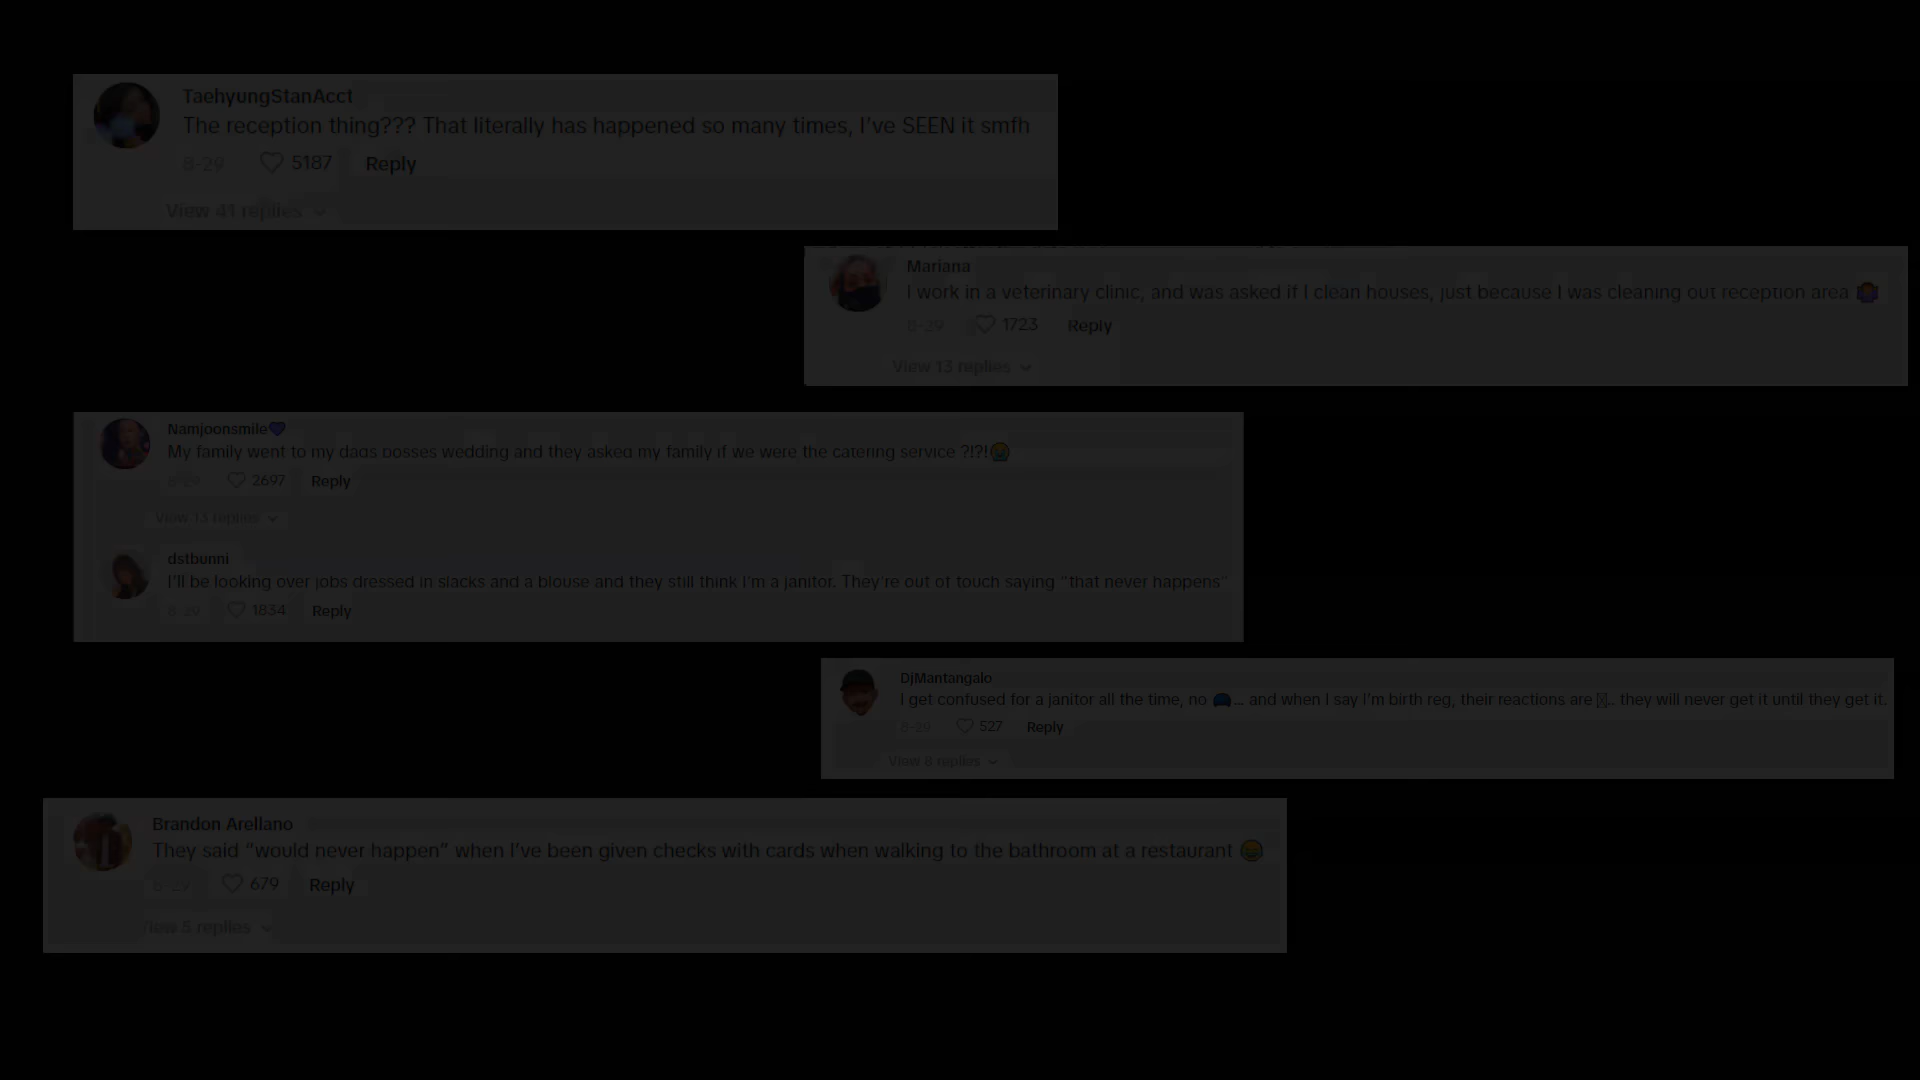 TaehyungStanAcct
The reception thing??? That literally has happened so many times, I've SEEN it smfh
8-29 5187 Reply
View 41 replies
Mariana
I work in a veterinary clinic, and was asked if I clean houses, just because I was cleaning out reception area 🤷‍♀️
8-29 1723 Reply
View 13 replies
Namjoonsmile💜
My family went to my dads bosses wedding and they asked my family if we were the catering service ?!?!😭
8-29 2697 Reply
View 13 replies
dstbunni
I'll be looking over jobs dressed in slacks and a blouse and they still think I'm a janitor. They're out of touch saying "that never happens"
8-29 1834 Reply
DjMantangalo
I get confused for a janitor all the time, no 🧢... and when I say I'm birth reg, their reactions are .. they will never get it until they get it.
8-29 527 Reply
View 8 replies
Brandon Arellano
They said "would never happen" when I've been given checks with cards when walking to the bathroom at a restaurant 😂
8-29 679 Reply
View 5 replies